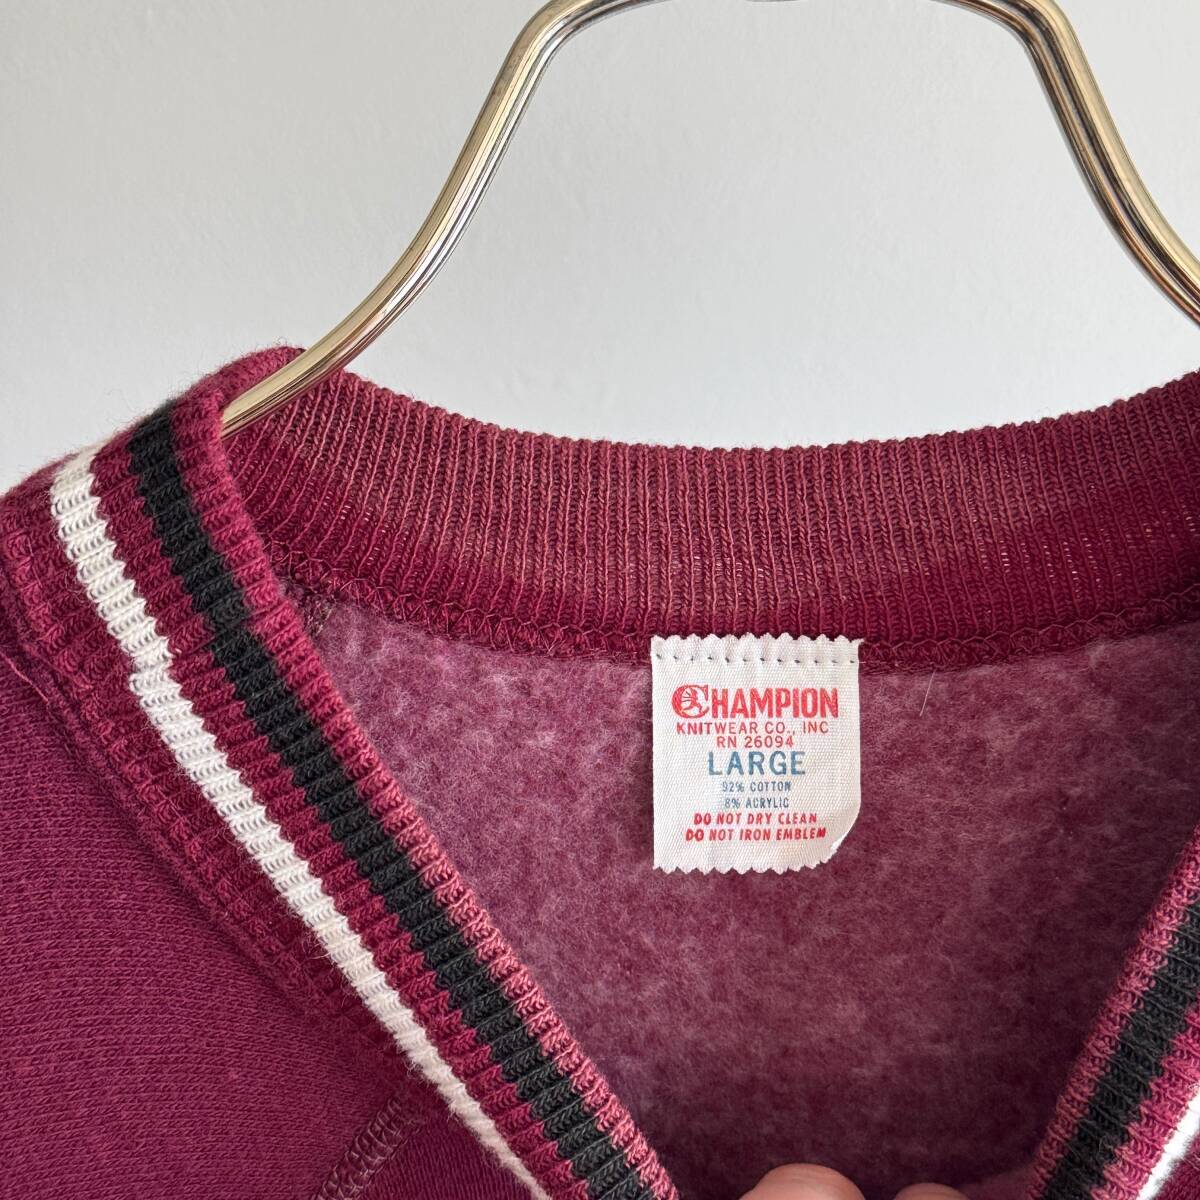 CHAMPION
KNITWEAR CO., INC
RN 26094
LARGE
92% COTTON
8% ACRYLIC
DO NOT DRY CLEAN
DO NOT IRON EMBLEM